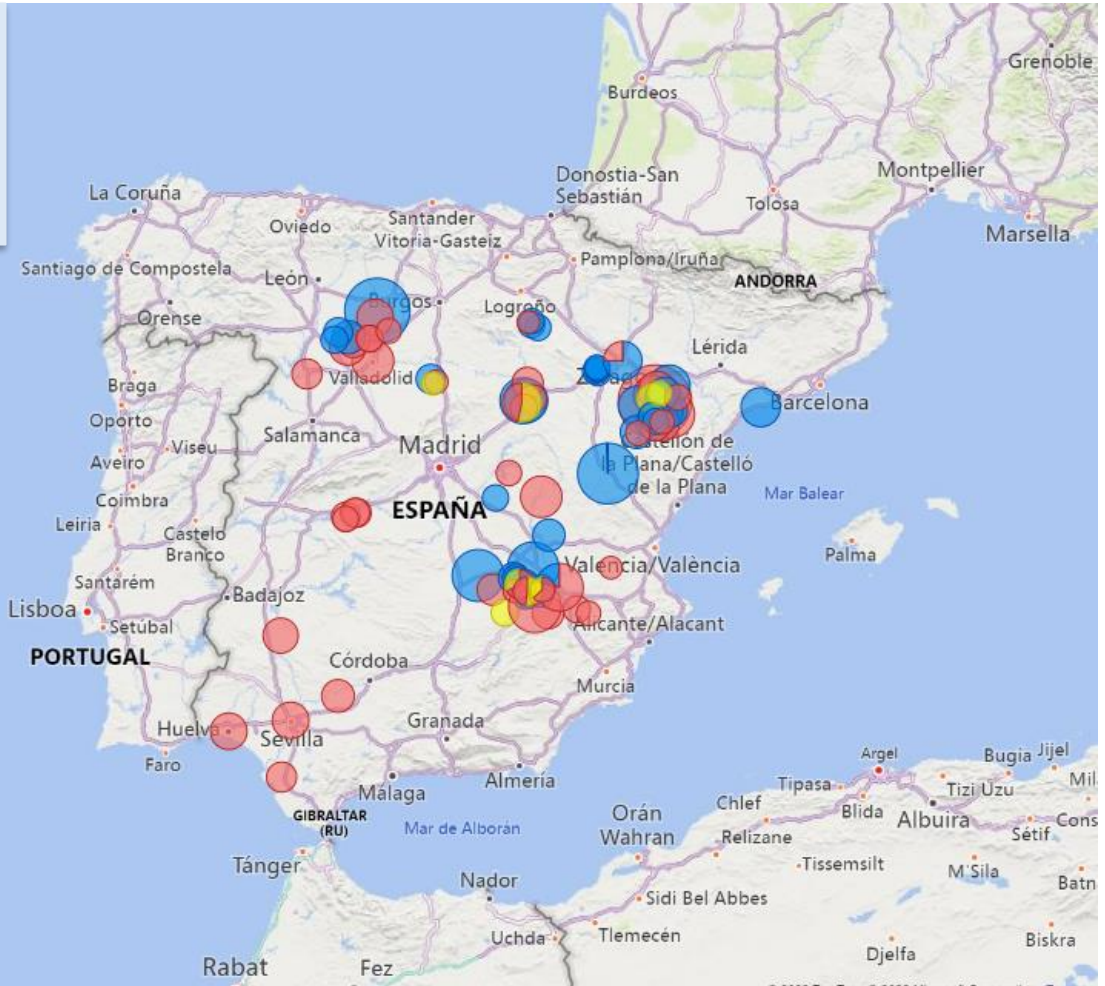 Grenoble
Burdeos
Donostia-San
Sebastián
Montpellier
La Coruña
Tolosa
Santander
Oviedo
Marsella
Vitoria-Gasteiz
Pamplona/Iruña
Santiago de Compostela
León
ANDORRA
Orense
Burgos
Logroño
Lérida
Braga
Valladolid
Barcelona
Oporto
Salamanca
Viseu
Madrid
Castellón de
la Plana/Castelló
de la Plana
Aveiro
Coimbra
Mar Balear
ESPAÑA
Leiria
Castelo
Branco
Palma
Valencia/València
Santarém
Badajoz
Lisboa
Setúbal
Alicante/Alacant
PORTUGAL
Córdoba
Murcia
Huelva
Sevilla
Granada
Faro
Argel
Bugía
Jijel
Málaga
Almería
Tipasa
Tizi Uzu
Mil
GIBRALTAR
(RU)
Mar de Alborán
Orán
Wahran
Chlef
Blida
Albuira
Sétif
Cons
Relizane
Tánger
Tissemsilt
M'Sila
Batn
Nador
Sidi Bel Abbes
Uchda
Tlemecén
Biskra
Djelfa
Rabat
Fez